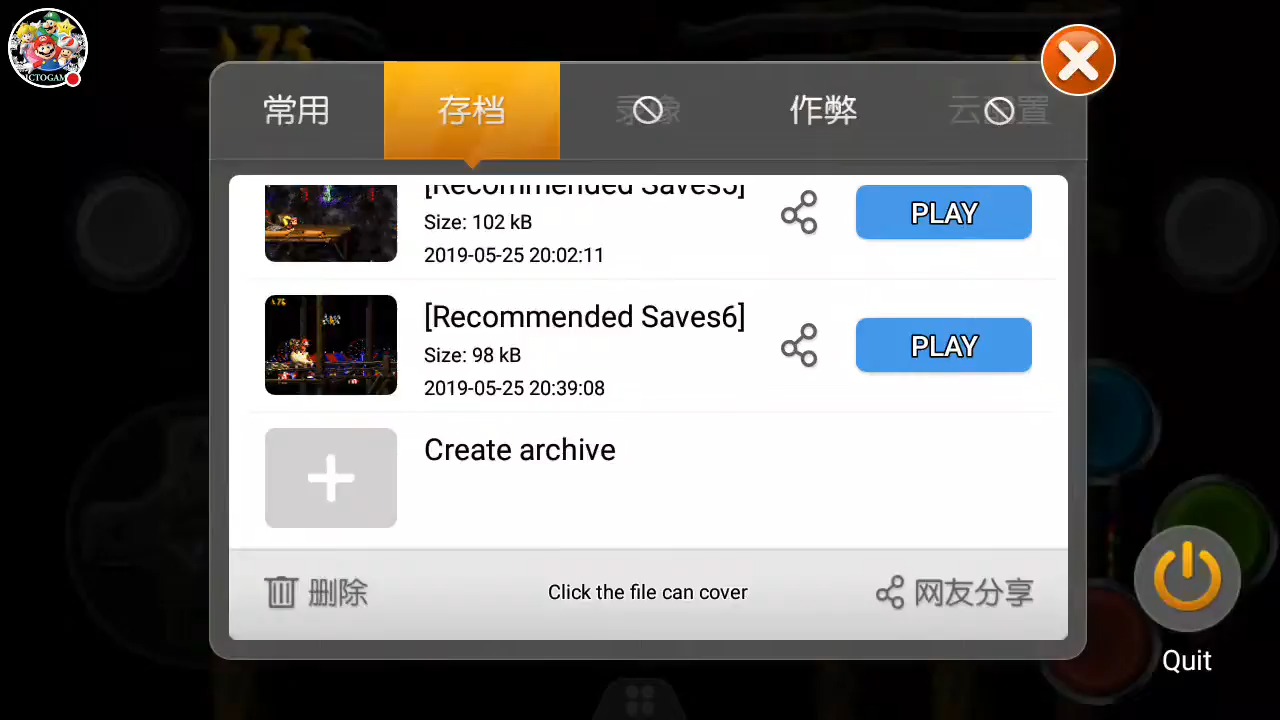 常用
存档
作弊
[Recommended Saves5]
Size: 102 kB
2019-05-25 20:02:11
PLAY
[Recommended Saves6]
Size: 98 kB
2019-05-25 20:39:08
PLAY
Create archive
删除
Click the file can cover
网友分享
Quit